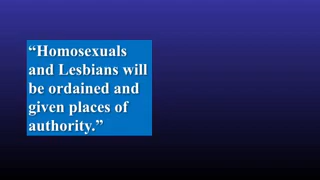 “Homosexuals
and Lesbians will
be ordained and
given places of
authority.”